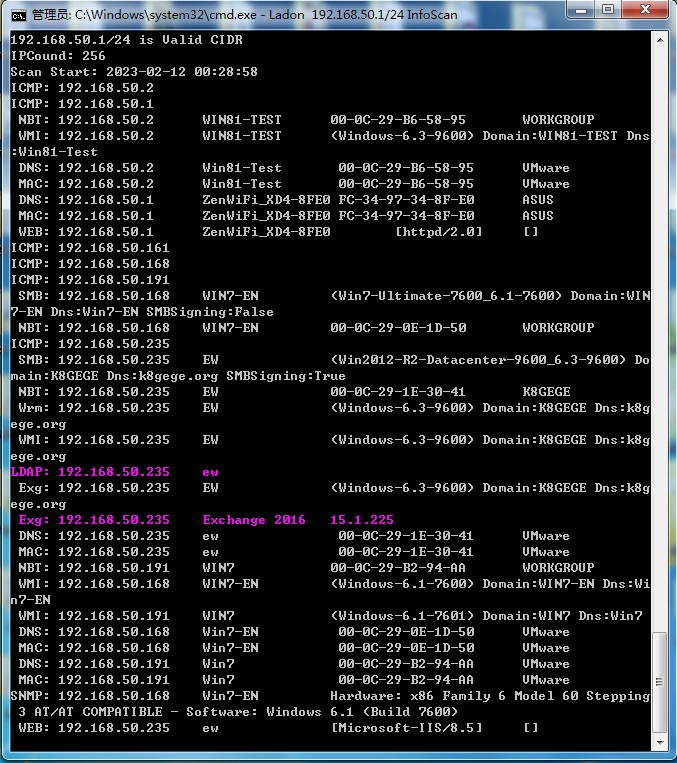 管理员: C:\Windows\system32\cmd.exe - Ladon  192.168.50.1/24 InfoScan
192.168.50.1/24 is Valid CIDR
IPCound: 256
Scan Start: 2023-02-12 00:28:58
ICMP: 192.168.50.2
ICMP: 192.168.50.1
NBT: 192.168.50.2 WIN81-TEST 00-0C-29-B6-58-95 WORKGROUP
WMI: 192.168.50.2 WIN81-TEST (Windows-6.3-9600) Domain:WIN81-TEST Dns
:Win81-Test
DNS: 192.168.50.2 Win81-Test 00-0C-29-B6-58-95 VMware
MAC: 192.168.50.2 Win81-Test 00-0C-29-B6-58-95 VMware
DNS: 192.168.50.1 ZenWiFi_XD4-8FE0 FC-34-97-34-8F-E0 ASUS
MAC: 192.168.50.1 ZenWiFi_XD4-8FE0 FC-34-97-34-8F-E0 ASUS
WEB: 192.168.50.1 ZenWiFi_XD4-8FE0 [httpd/2.0] []
ICMP: 192.168.50.161
ICMP: 192.168.50.168
ICMP: 192.168.50.191
SMB: 192.168.50.168 WIN7-EN (Win7-Ultimate-7600_6.1-7600) Domain:WIN
7-EN Dns:Win7-EN SMBSigning:False
NBT: 192.168.50.168 WIN7-EN 00-0C-29-0E-1D-50 WORKGROUP
ICMP: 192.168.50.235
SMB: 192.168.50.235 EW (Win2012-R2-Datacenter-9600_6.3-9600) Do
main:K8GEGE Dns:k8gege.org SMBSigning:True
NBT: 192.168.50.235 EW 00-0C-29-1E-30-41 K8GEGE
Wrm: 192.168.50.235 EW (Windows-6.3-9600) Domain:K8GEGE Dns:k8g
ege.org
WMI: 192.168.50.235 EW (Windows-6.3-9600) Domain:K8GEGE Dns:k8g
ege.org
LDAP: 192.168.50.235 ew
Exg: 192.168.50.235 EW (Windows-6.3-9600) Domain:K8GEGE Dns:k8g
ege.org
Exg: 192.168.50.235 Exchange 2016 15.1.225
DNS: 192.168.50.235 ew 00-0C-29-1E-30-41 VMware
MAC: 192.168.50.235 ew 00-0C-29-1E-30-41 VMware
NBT: 192.168.50.191 WIN7 00-0C-29-B2-94-AA WORKGROUP
WMI: 192.168.50.168 WIN7-EN (Windows-6.1-7600) Domain:WIN7-EN Dns:Wi
n7-EN
WMI: 192.168.50.191 WIN7 (Windows-6.1-7601) Domain:WIN7 Dns:Win7
DNS: 192.168.50.168 Win7-EN 00-0C-29-0E-1D-50 VMware
MAC: 192.168.50.168 Win7-EN 00-0C-29-0E-1D-50 VMware
DNS: 192.168.50.191 Win7 00-0C-29-B2-94-AA VMware
MAC: 192.168.50.191 Win7 00-0C-29-B2-94-AA VMware
SNMP: 192.168.50.168 Win7-EN Hardware: x86 Family 6 Model 60 Stepping
3 AT/AT COMPATIBLE - Software: Windows 6.1 (Build 7600)
WEB: 192.168.50.235 ew [Microsoft-IIS/8.5] []